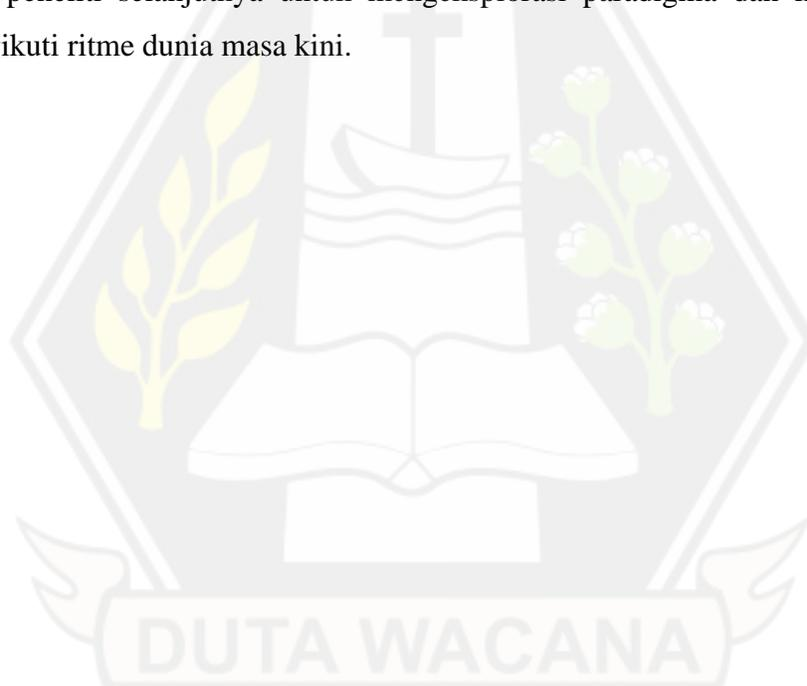 peneliti selanjutnya untuk mengeksplorasi paradigma dan
ikuti ritme dunia masa kini.
DUTA WACANA